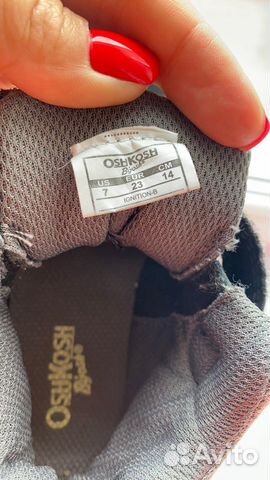 OSHKOSH
B'gosh
US EUR CM
7 23 14
IGNITION-B
OSHKOSH
B'gosh
Avito